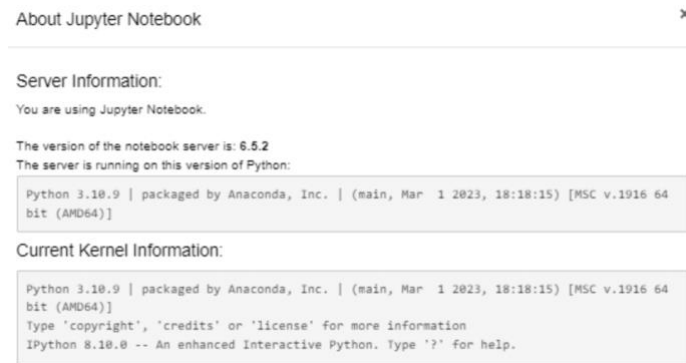 About Jupyter Notebook
Server Information:
You are using Jupyter Notebook.
The version of the notebook server is: 6.5.2
The server is running on this version of Python:
Python 3.10.9 | packaged by Anaconda, Inc. | (main, Mar  1 2023, 18:18:15) [MSC v.1916 64
bit (AMD64)]
Current Kernel Information:
Python 3.10.9 | packaged by Anaconda, Inc. | (main, Mar  1 2023, 18:18:15) [MSC v.1916 64
bit (AMD64)]
Type 'copyright', 'credits' or 'license' for more information
IPython 8.10.0 -- An enhanced Interactive Python. Type '?' for help.